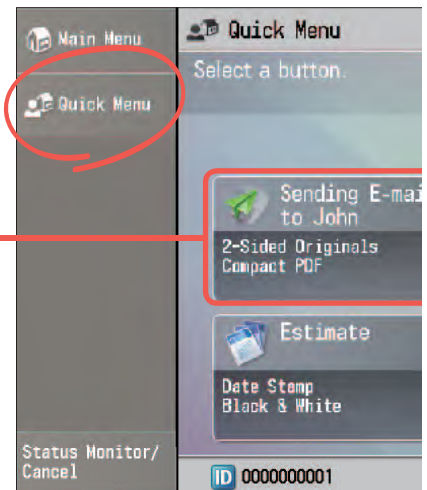 Main Menu
Quick Menu
Status Monitor/
Cancel
Quick Menu
Select a button.
Sending E-mai
to John
2-Sided Originals
Compact PDF
Estimate
Date Stamp
Black & White
ID 0000000001